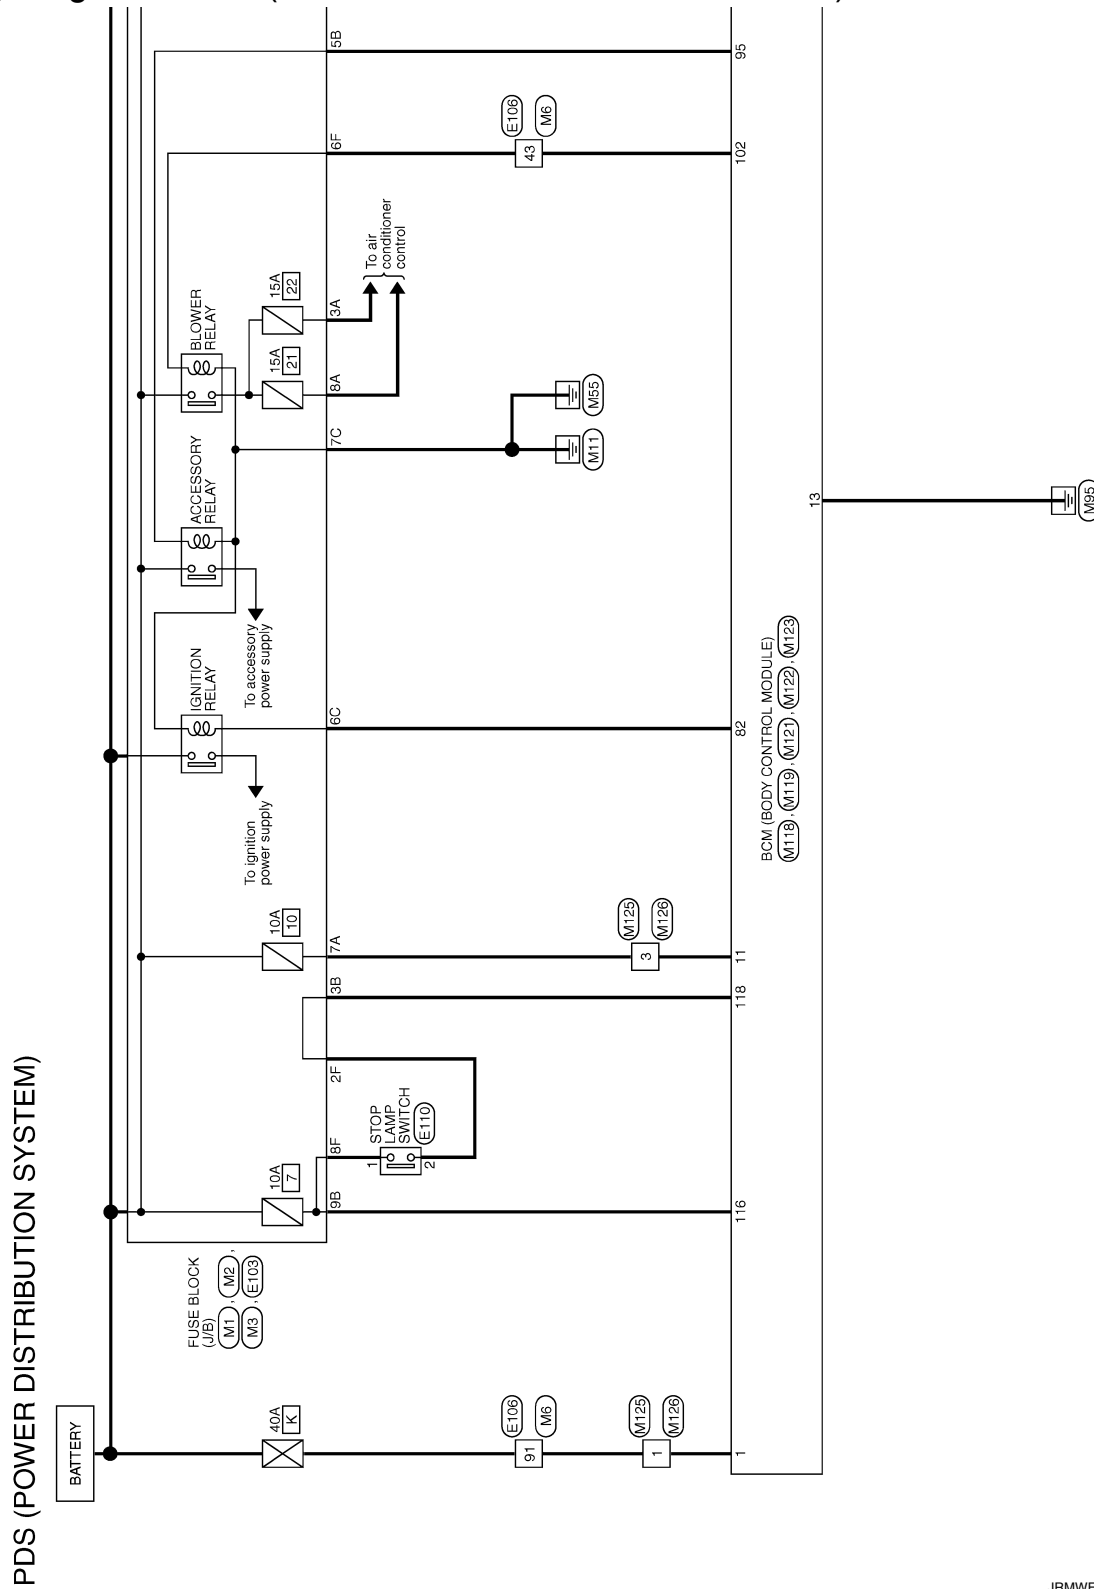 PDS (POWER DISTRIBUTION SYSTEM)
BATTERY
40A
K
E106
M6
91
M125
M126
1
1
FUSE BLOCK
(J/B)
M1 , M2 ,
M3 , E103
10A
7
9B
116
8F
1
STOP
LAMP
SWITCH
E110
2
2F
3B
118
10A
10
7A
M125
M126
3
11
To ignition
power supply
IGNITION
RELAY
6C
82
To accessory
power supply
ACCESSORY
RELAY
7C
M11
M55
BLOWER
RELAY
15A
21
8A
15A
22
3A
To air
conditioner
control
6F
E106
M6
43
102
5B
95
BCM (BODY CONTROL MODULE)
M118 , M119 , M121 , M122 , M123
13
M95